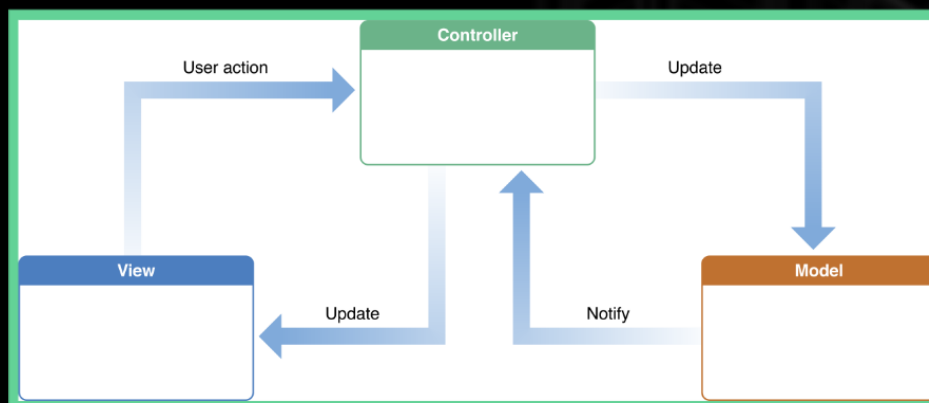 Controller
User action
Update
View
Model
Update
Notify